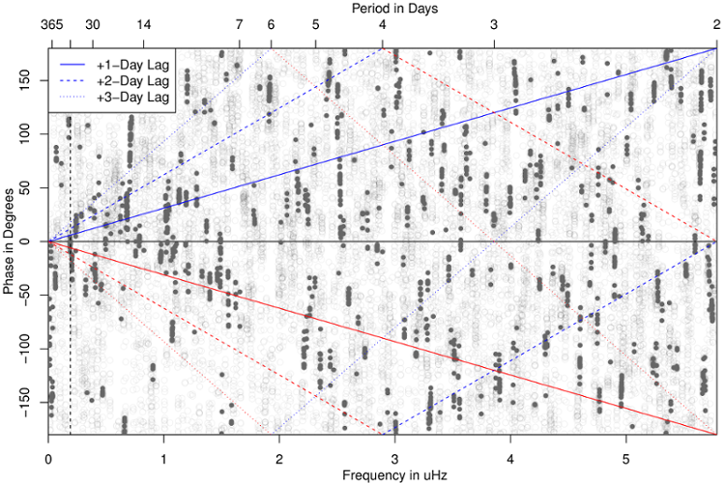 Period in Days
365 30 14 7 6 5 4 3 2
+1−Day Lag
+2−Day Lag
+3−Day Lag
150
100
50
0
−50
−100
−150
Phase in Degrees
0 1 2 3 4 5
Frequency in uHz